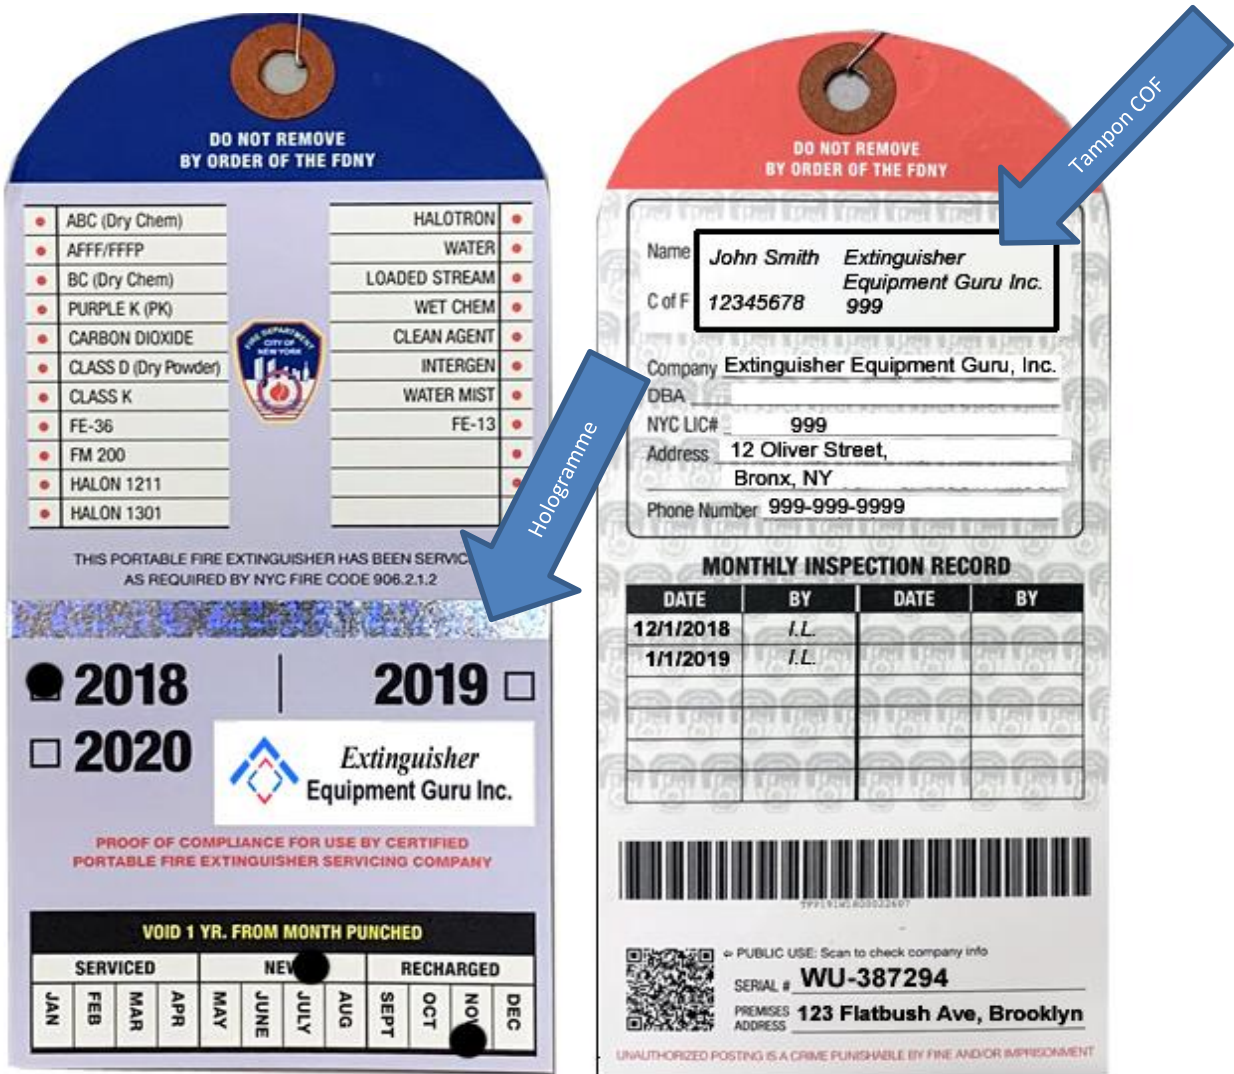 DO NOT REMOVE
BY ORDER OF THE FDNY
ABC (Dry Chem)
AFFF/FFFP
BC (Dry Chem)
PURPLE K (PK)
CARBON DIOXIDE
CLASS D (Dry Powder)
CLASS K
FE-36
FM 200
HALON 1211
HALON 1301
HALOTRON
WATER
LOADED STREAM
WET CHEM
CLEAN AGENT
INTERGEN
WATER MIST
FE-13
FIRE DEPARTMENT
CITY OF
NEW YORK
THIS PORTABLE FIRE EXTINGUISHER HAS BEEN SERVIC
AS REQUIRED BY NYC FIRE CODE 906.2.1.2
Hologramme
2018
2019
2020
Extinguisher
Equipment Guru Inc.
PROOF OF COMPLIANCE FOR USE BY CERTIFIED
PORTABLE FIRE EXTINGUISHER SERVICING COMPANY
VOID 1 YR. FROM MONTH PUNCHED
SERVICED NEW RECHARGED
JAN FEB MAR APR MAY JUNE JULY AUG SEPT OCT NOV DEC
Tampon COF
DO NOT REMOVE
BY ORDER OF THE FDNY
Name John Smith Extinguisher
Equipment Guru Inc.
C of F 12345678 999
Company Extinguisher Equipment Guru, Inc.
DBA
NYC LIC# 999
Address 12 Oliver Street,
Bronx, NY
Phone Number 999-999-9999
MONTHLY INSPECTION RECORD
DATE BY DATE BY
12/1/2018 I.L.
1/1/2019 I.L.
PUBLIC USE: Scan to check company info
SERIAL # WU-387294
PREMISES
ADDRESS 123 Flatbush Ave, Brooklyn
UNAUTHORIZED POSTING IS A CRIME PUNISHABLE BY FINE AND/OR IMPRISONMENT